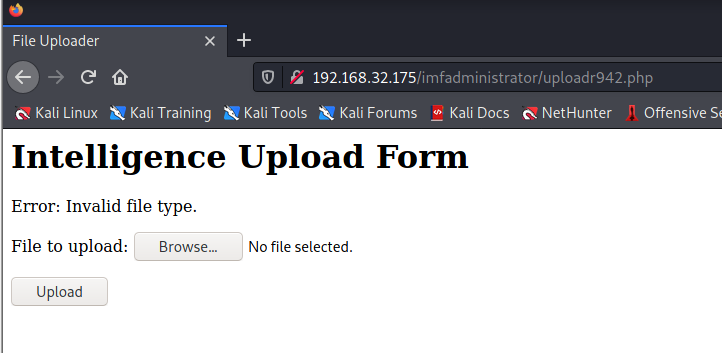 File Uploader
192.168.32.175/imfadministrator/uploadr942.php
Kali Linux Kali Training Kali Tools Kali Forums Kali Docs NetHunter Offensive Se
Intelligence Upload Form
Error: Invalid file type.
File to upload: Browse... No file selected.
Upload